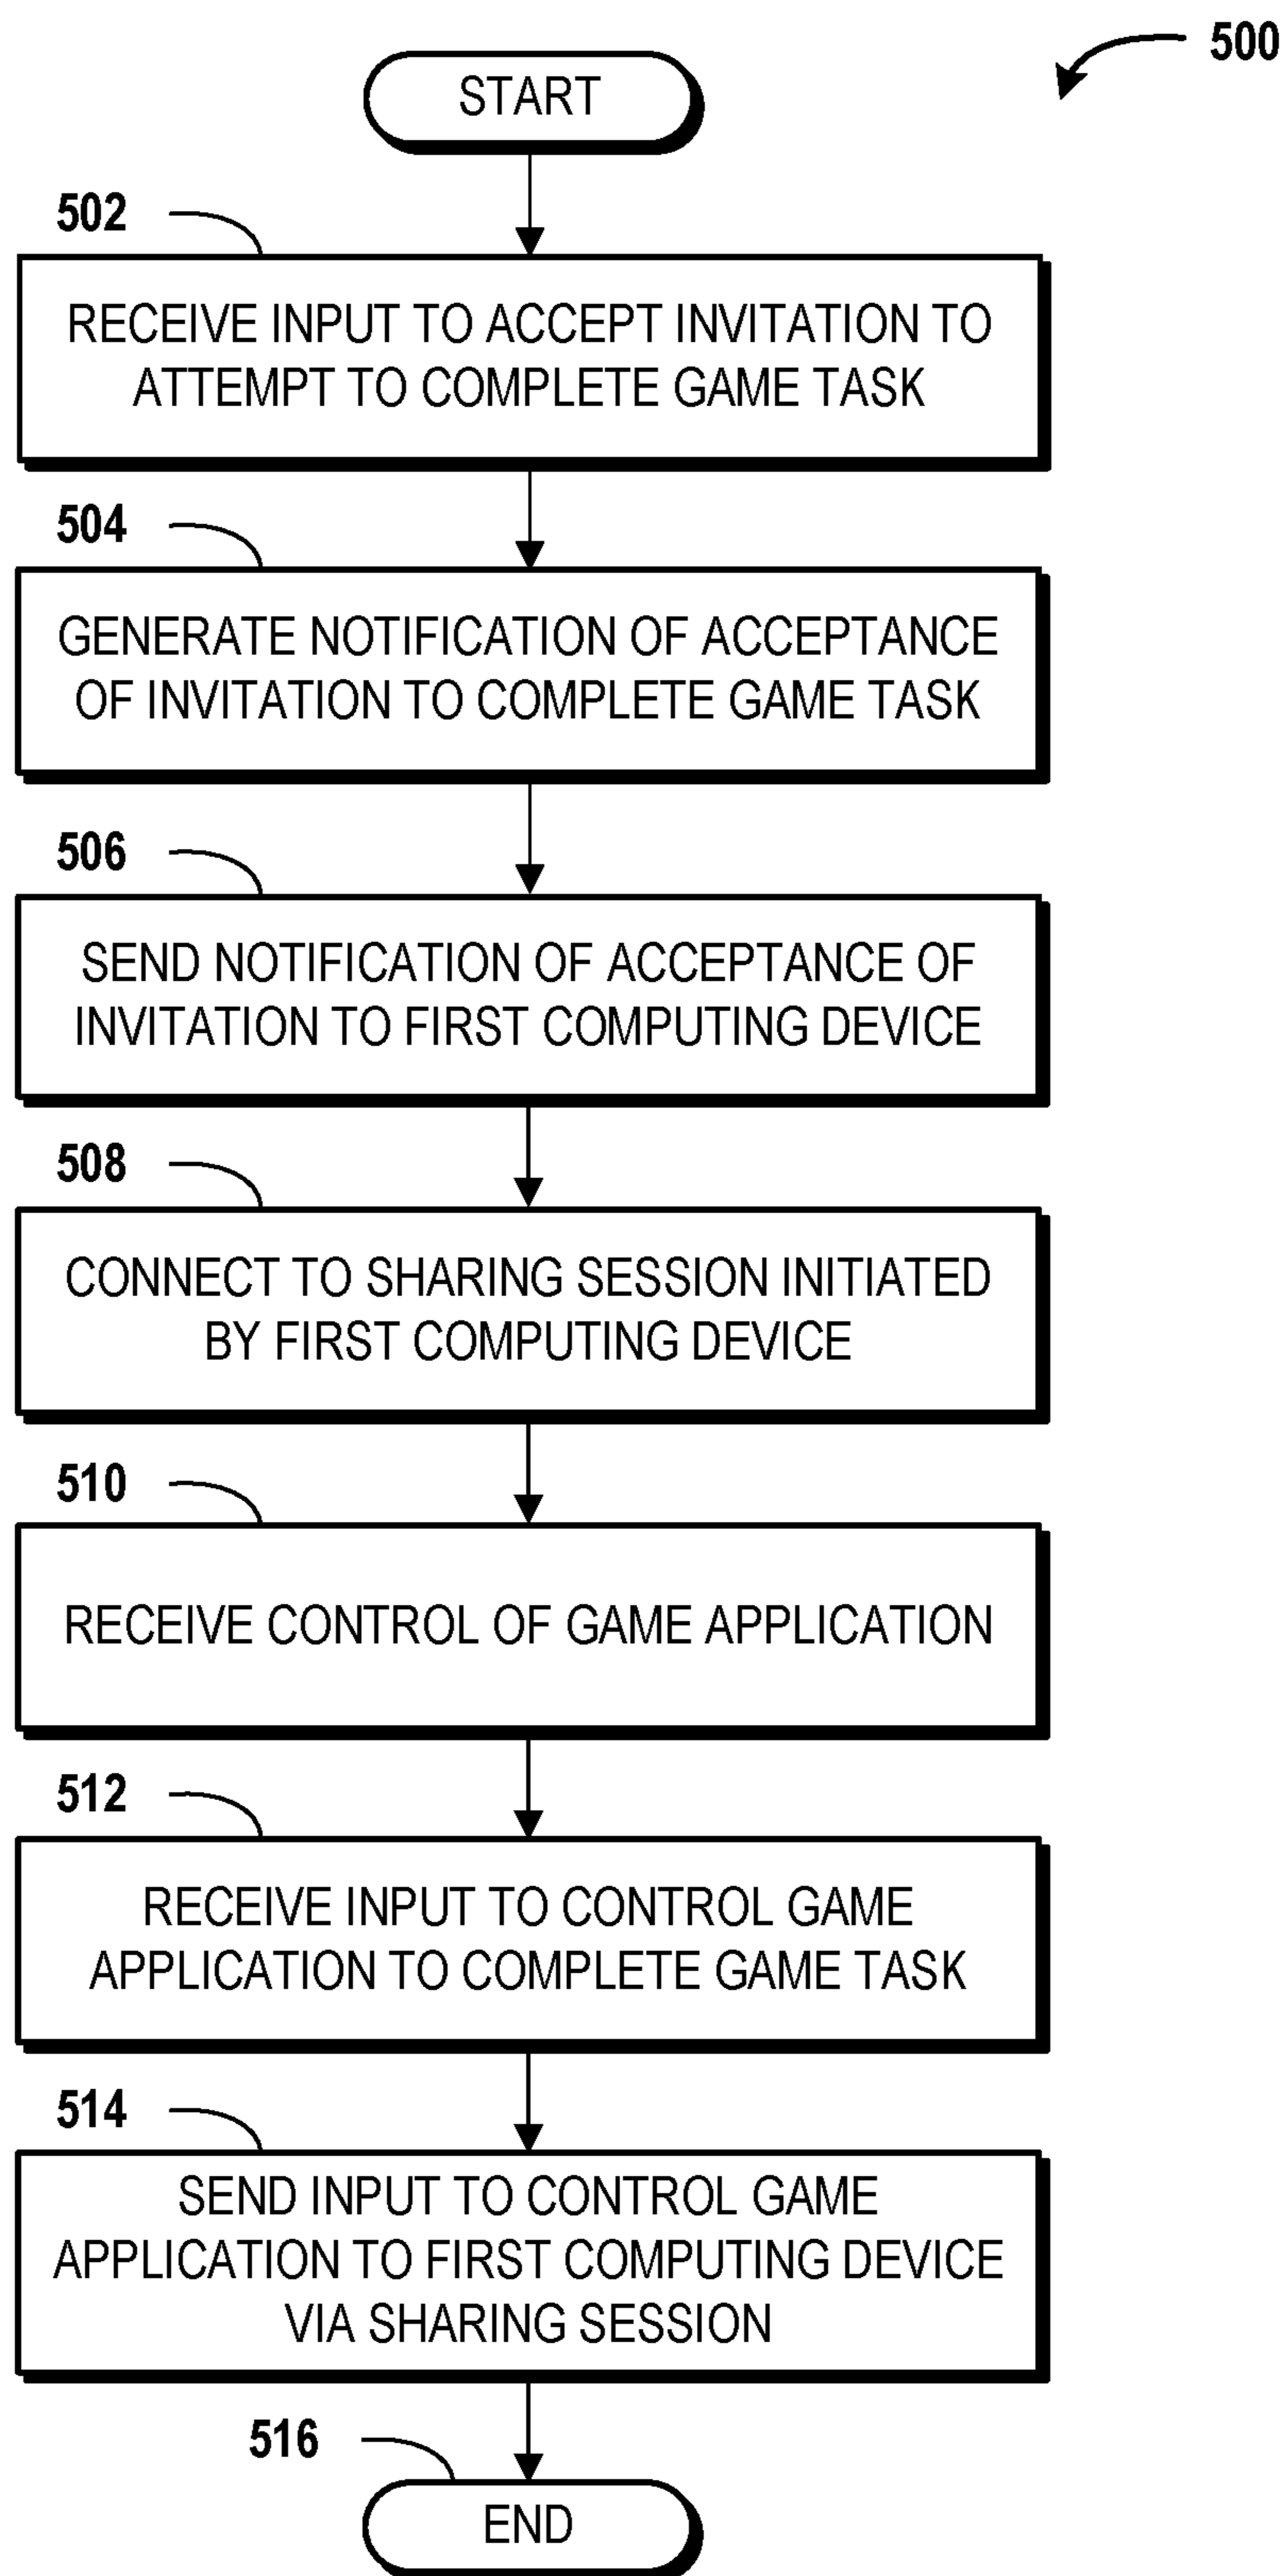 500
START
502
RECEIVE INPUT TO ACCEPT INVITATION TO
ATTEMPT TO COMPLETE GAME TASK
504
GENERATE NOTIFICATION OF ACCEPTANCE
OF INVITATION TO COMPLETE GAME TASK
506
SEND NOTIFICATION OF ACCEPTANCE OF
INVITATION TO FIRST COMPUTING DEVICE
508
CONNECT TO SHARING SESSION INITIATED
BY FIRST COMPUTING DEVICE
510
RECEIVE CONTROL OF GAME APPLICATION
512
RECEIVE INPUT TO CONTROL GAME
APPLICATION TO COMPLETE GAME TASK
514
SEND INPUT TO CONTROL GAME
APPLICATION TO FIRST COMPUTING DEVICE
VIA SHARING SESSION
516
END